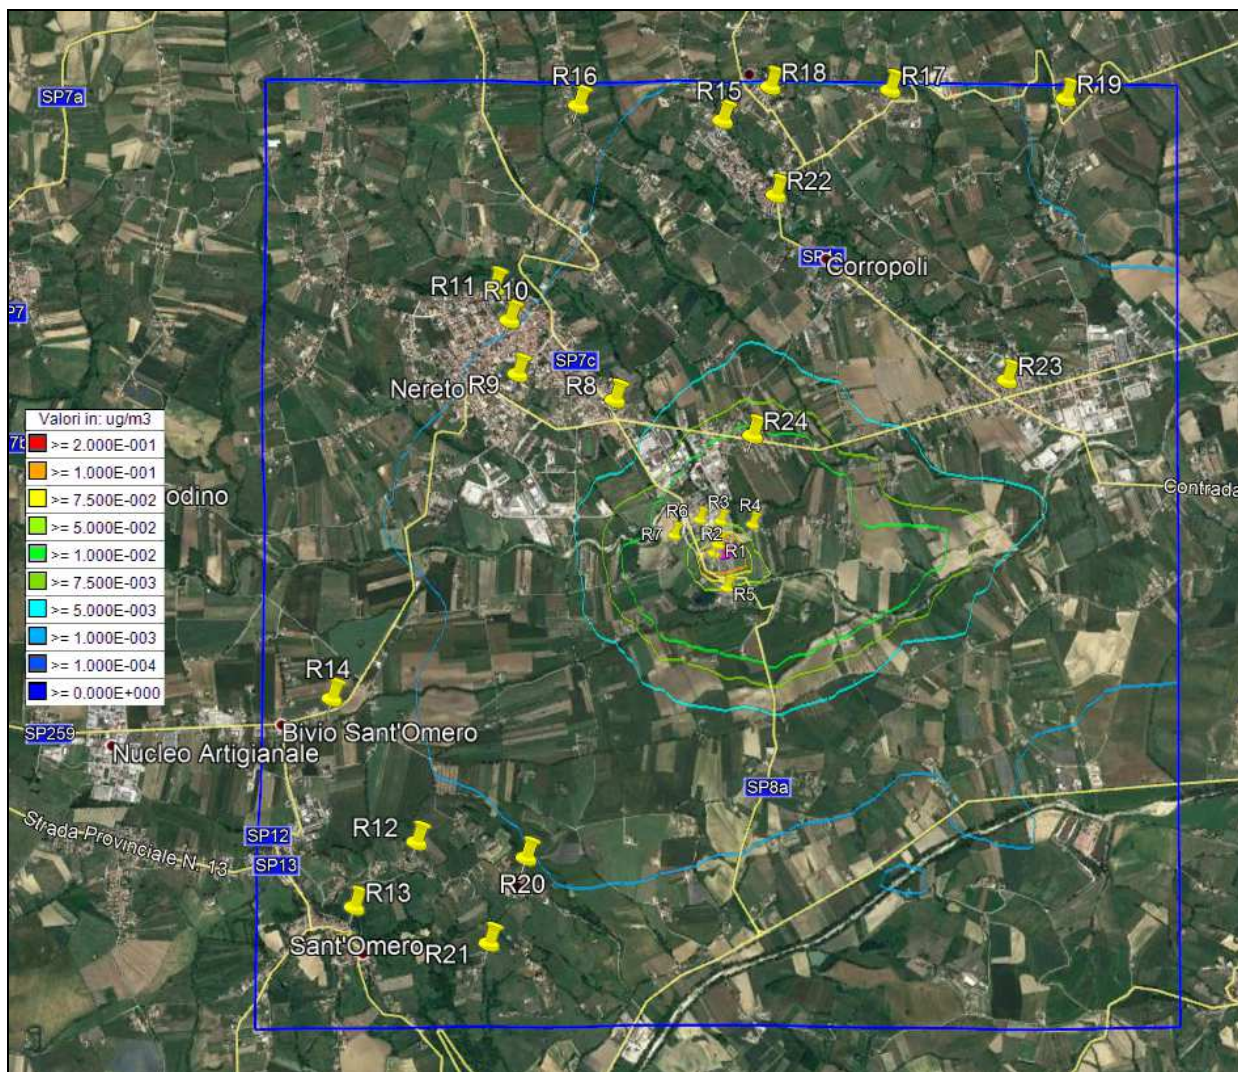 R16
R18
R17
R19
SP7a
R15
R22
Corropoli
R11
R10
SP7c
R9
Nereto
R8
R23
R24
Valori in: ug/m3
>= 2.000E-001
>= 1.000E-001
>= 7.500E-002
>= 5.000E-002
>= 1.000E-002
>= 7.500E-003
>= 5.000E-003
>= 1.000E-003
>= 1.000E-004
>= 0.000E+000
odino
Contrada
R6
R3
R4
R7
R2
R1
R5
R14
SP259
Bivio Sant'Omero
Nucleo Artigianale
SP8a
R12
SP12
Strada Provinciale N. 13
SP13
R20
R13
Sant'Omero
R21